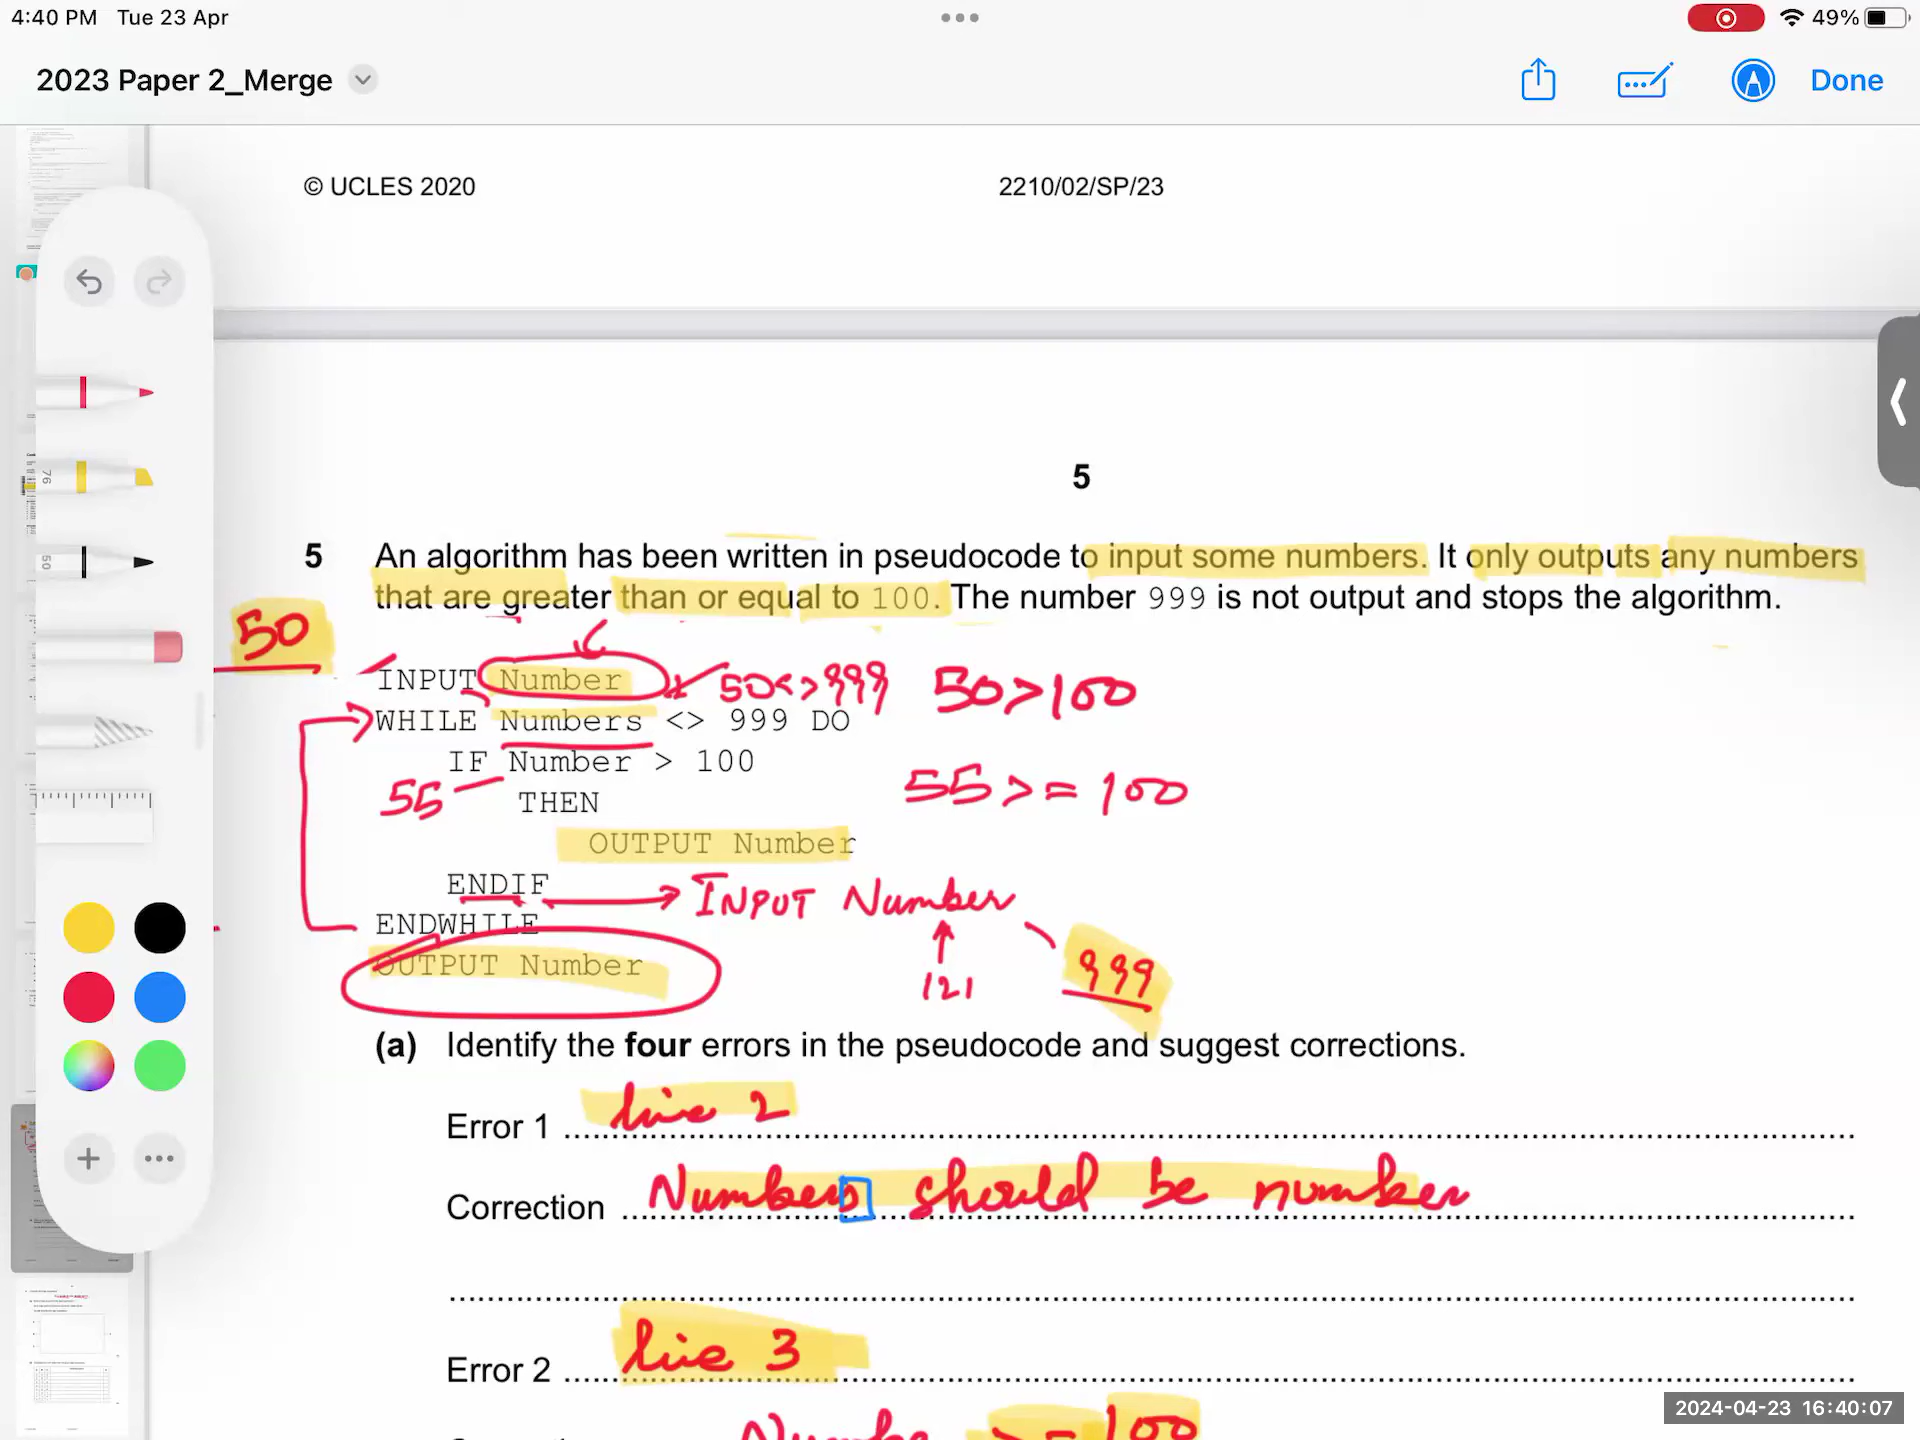 4:40 PM Tue 23 Apr
49%
2023 Paper 2_Merge
Done
© UCLES 2020
2210/02/SP/23
5
5 An algorithm has been written in pseudocode to input some numbers. It only outputs any numbers
that are greater than or equal to 100. The number 999 is not output and stops the algorithm.
50
INPUT Number 50<>999 50>100
WHILE Numbers <> 999 DO
IF Number > 100
55 THEN 55>=100
OUTPUT Number
ENDIF INPUT Number
ENDWHILE
OUTPUT Number 121 999
(a) Identify the four errors in the pseudocode and suggest corrections.
Error 1 line 2
Correction Numbers should be number
Error 2 line 3
>= 100
76
50
2024-04-23 16:40:07